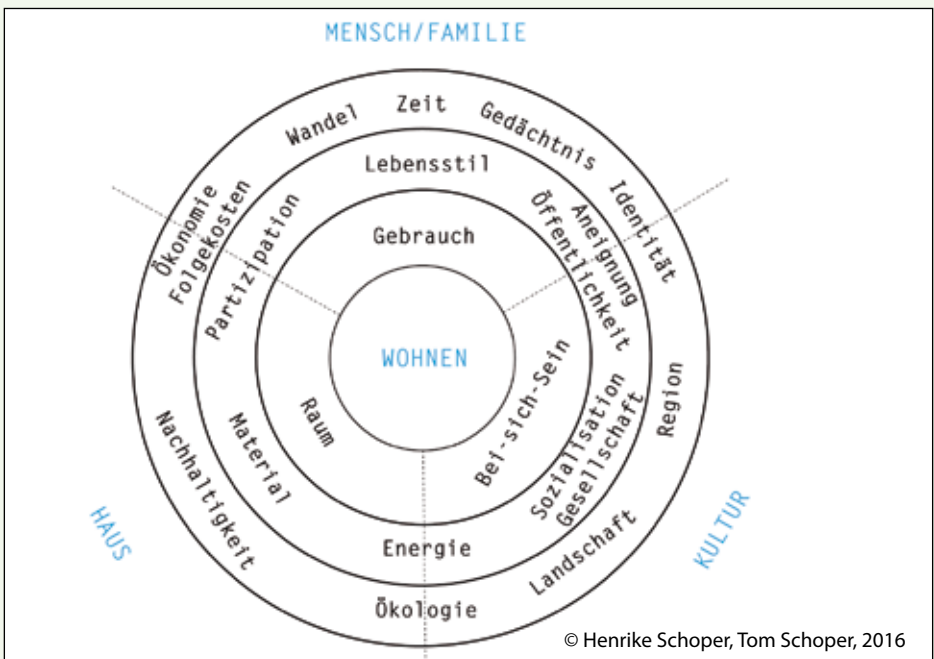 MENSCH/FAMILIE
Wandel
Zeit
Gedächtnis
Identität
Ökonomie
Folgekosten
Partizipation
Lebensstil
Aneignung
Öffentlichkeit
Gebrauch
WOHNEN
Raum
Bei-sich-Sein
Material
Energie
Sozialisation
Gesellschaft
Nachhaltigkeit
Ökologie
Landschaft
Region
HAUS
KULTUR
© Henrike Schoper, Tom Schoper, 2016